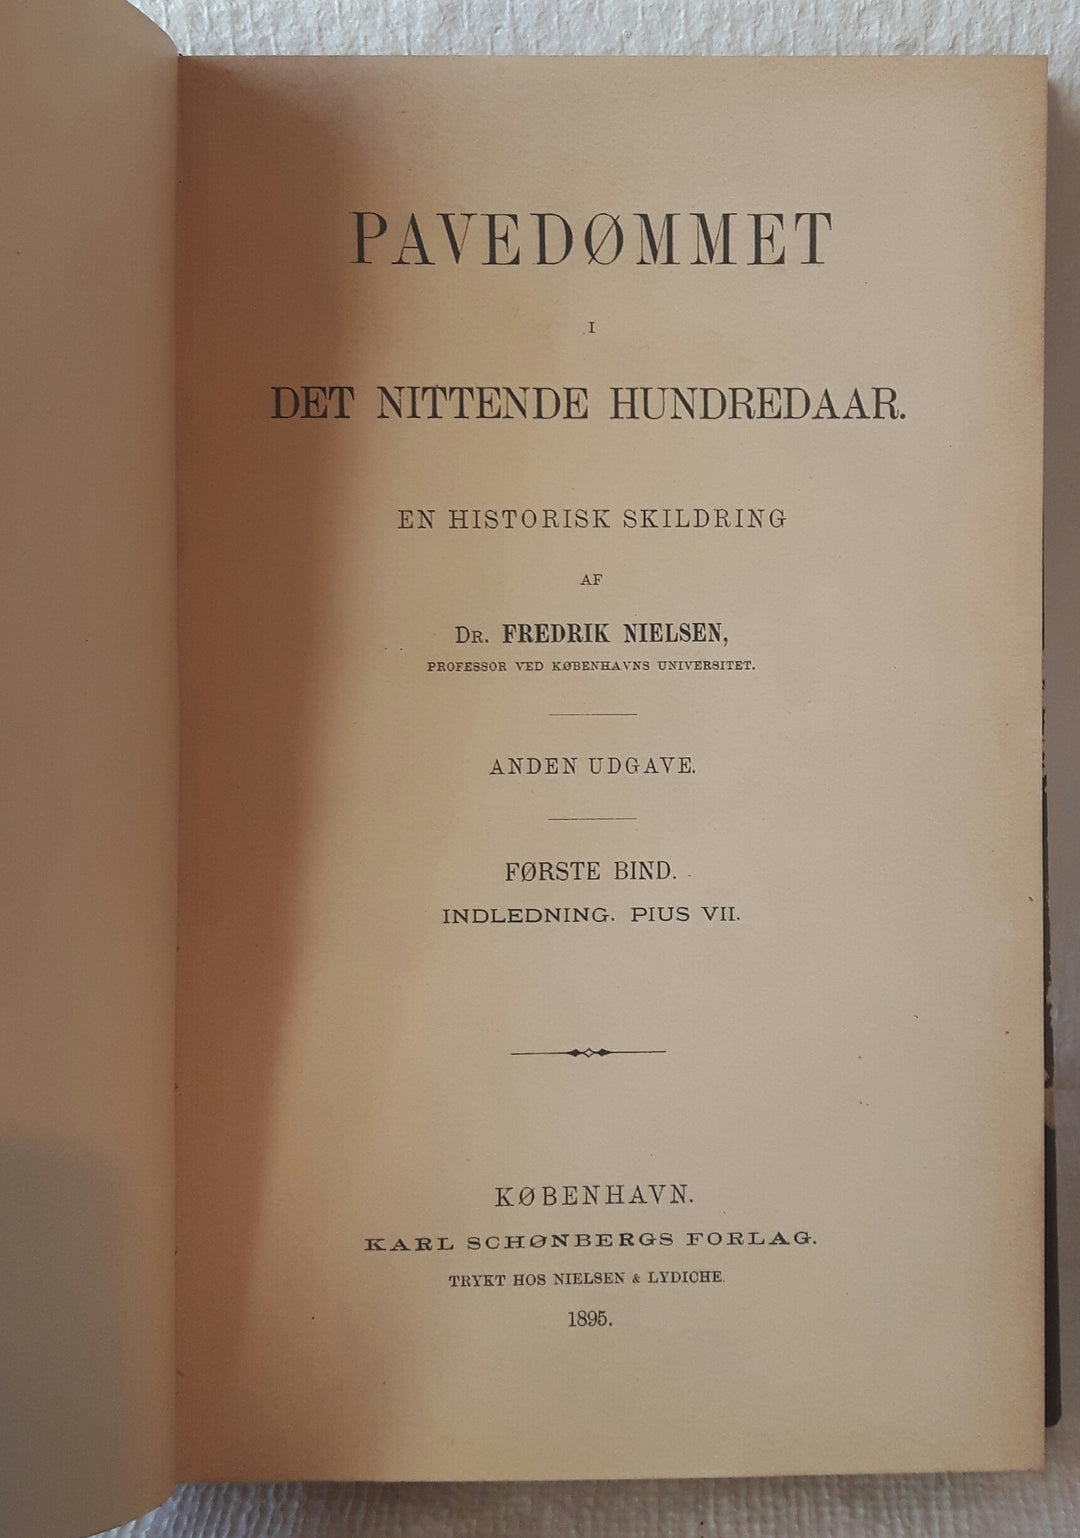 PAVEDØMMET
I
DET NITTENDE HUNDREDAAR.
EN HISTORISK SKILDRING
AF
DR. FREDRIK NIELSEN,
PROFESSOR VED KØBENHAVNS UNIVERSITET.
ANDEN UDGAVE.
FØRSTE BIND.
INDLEDNING. PIUS VII.
KØBENHAVN.
KARL SCHØNBERGS FORLAG.
TRYKT HOS NIELSEN & LYDICHE.
1895.